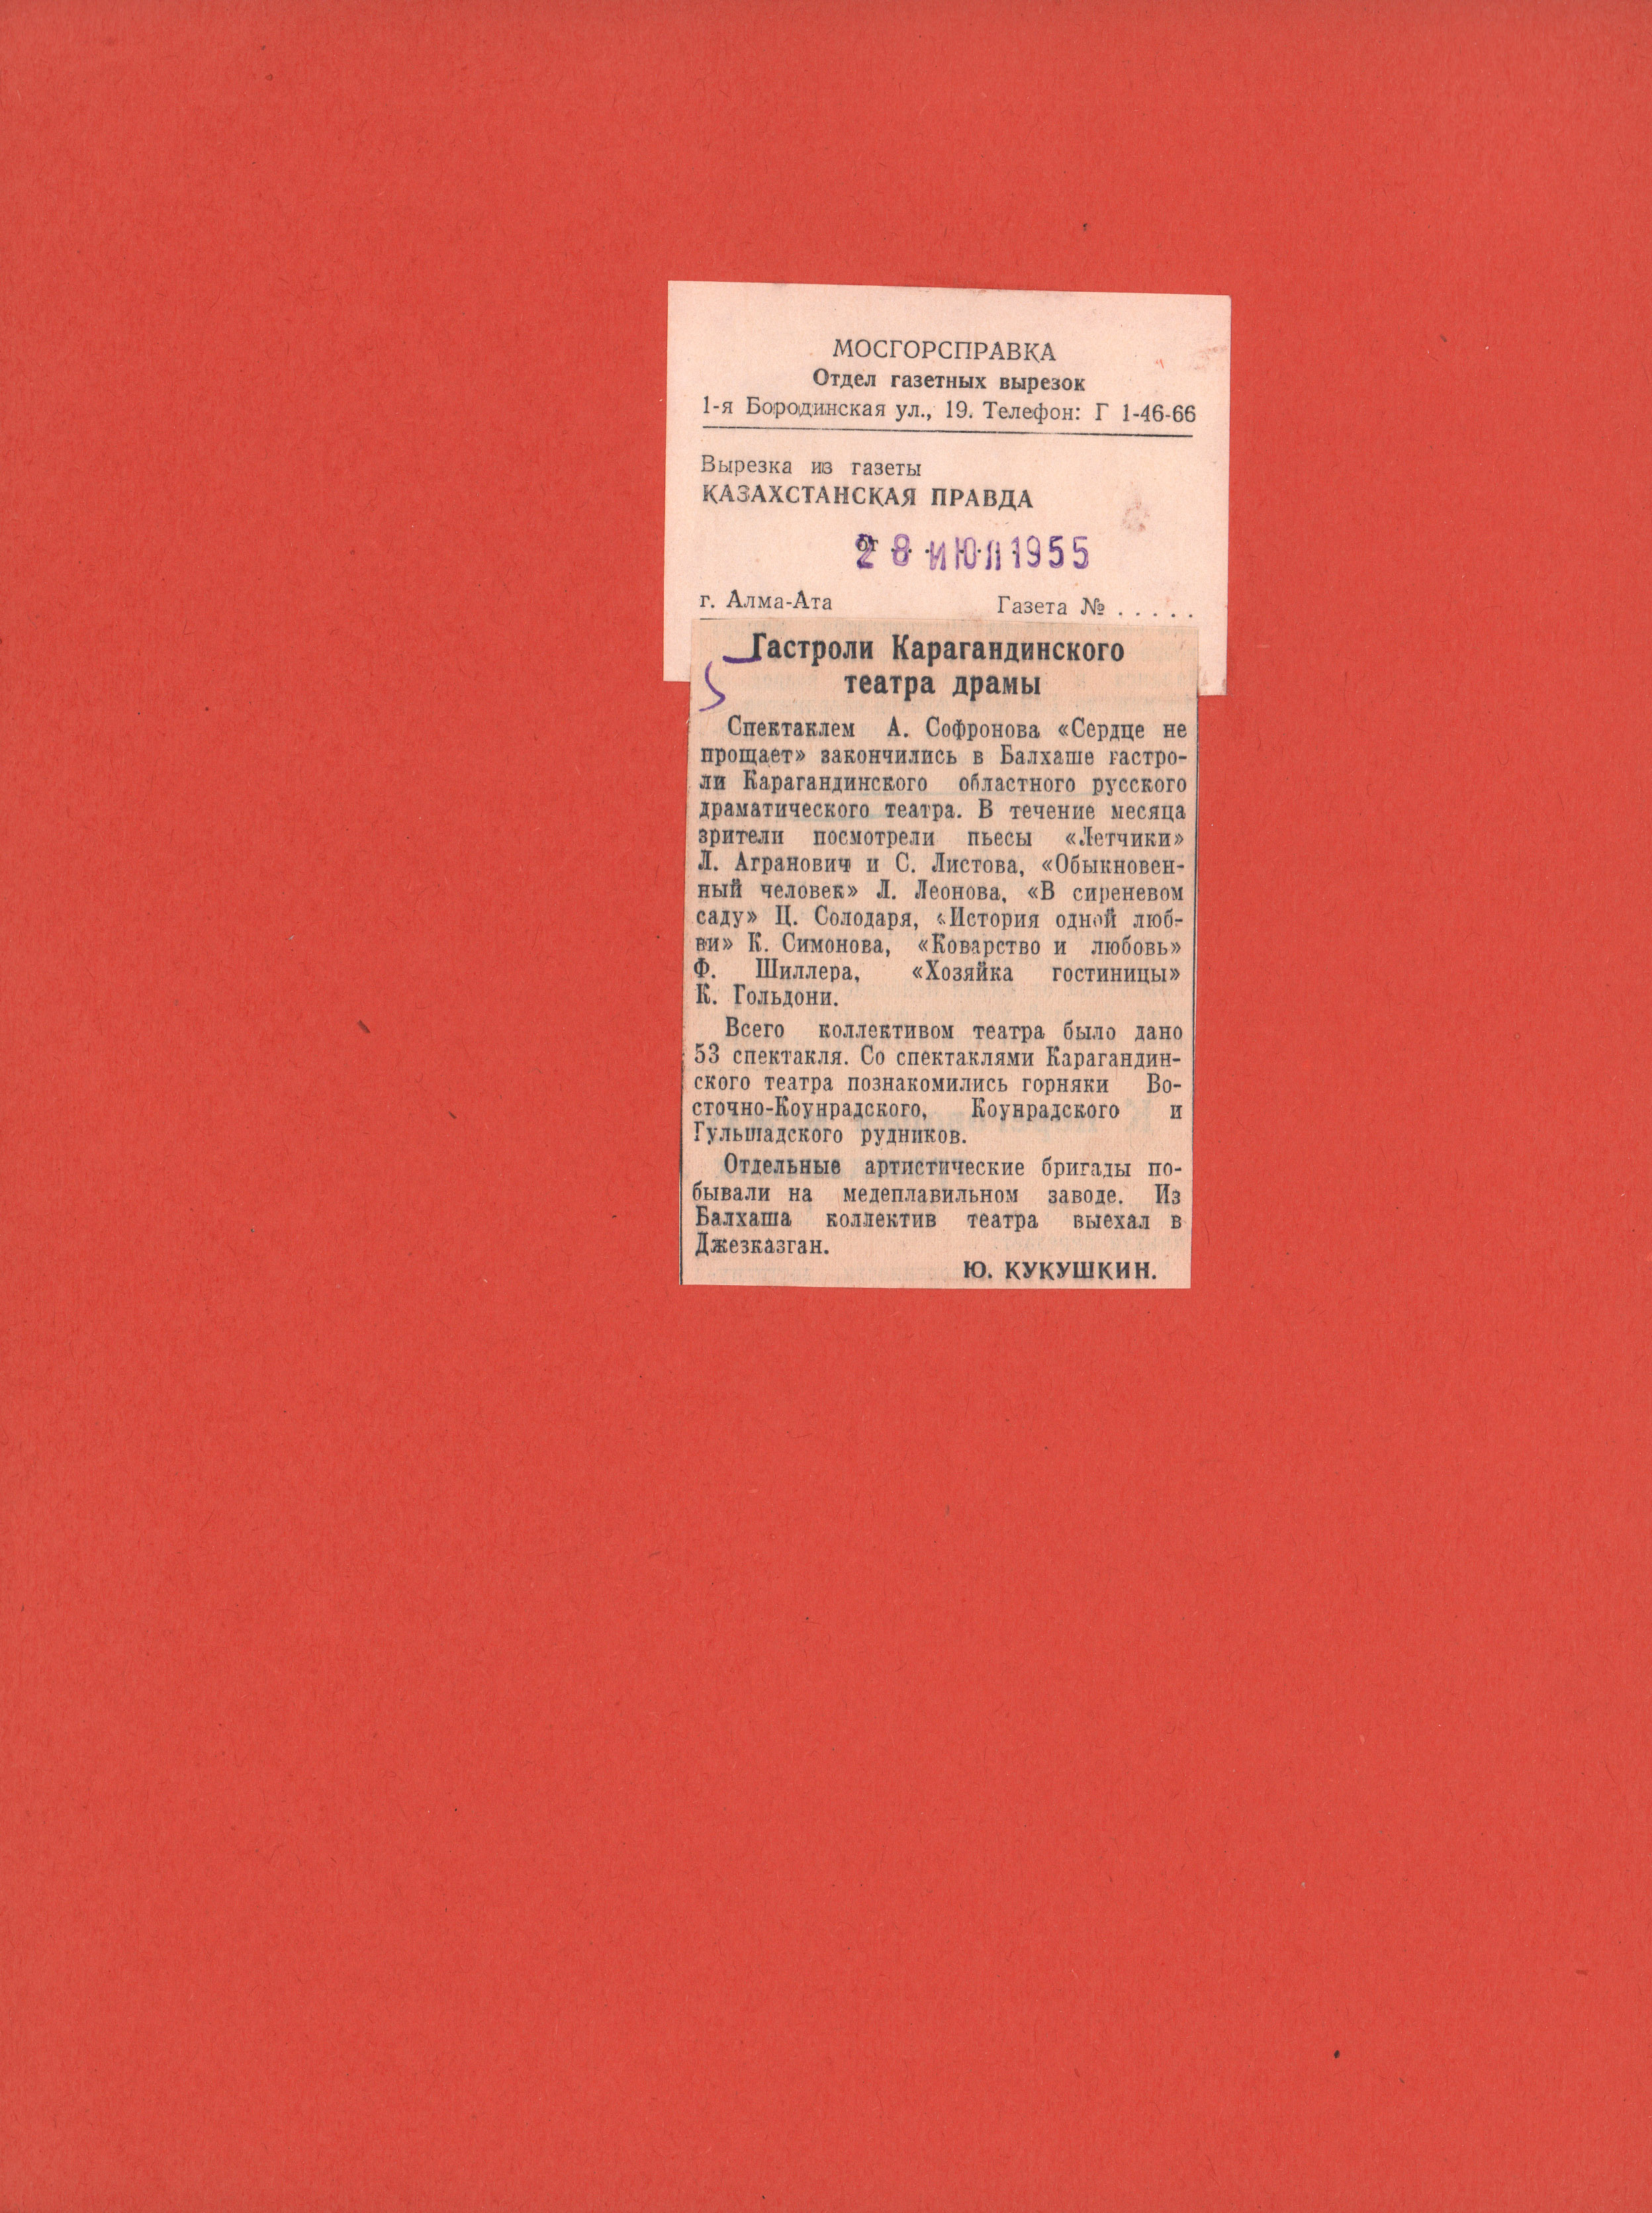 МОСГОРСПРАВКА
Отдел газетных вырезок
1-я Бородинская ул., 19. Телефон: Г 1-46-66
Вырезка из газеты
КАЗАХСТАНСКАЯ ПРАВДА
от 28 ИЮЛ 1955
г. Алма-Ата Газета № . . . . .
Гастроли Карагандинского
театра драмы
Спектаклем А. Софронова «Сердце не
прощает» закончились в Балхаше гастро-
ли Карагандинского областного русского
драматического театра. В течение месяца
зрители посмотрели пьесы «Летчики»
Л. Агранович и С. Листова, «Обыкновен-
ный человек» Л. Леонова, «В сиреневом
саду» Ц. Солодаря, «История одной люб-
ви» К. Симонова, «Коварство и любовь»
Ф. Шиллера, «Хозяйка гостиницы»
К. Гольдони.
Всего коллективом театра было дано
53 спектакля. Со спектаклями Карагандин-
ского театра познакомились горняки Во-
сточно-Коунрадского, Коунрадского и
Гульшадского рудников.
Отдельные артистические бригады по-
бывали на медеплавильном заводе. Из
Балхаша коллектив театра выехал в
Джезказган.
Ю. КУКУШКИН.